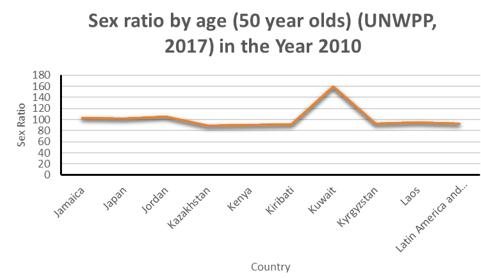 Sex ratio by age (50 year olds) (UNWPP,
2017) in the Year 2010
Sex Ratio
180
160
140
120
100
80
60
40
20
0
Jamaica
Japan
Jordan
Kazakhstan
Kenya
Kiribati
Kuwait
Kyrgyzstan
Laos
Latin America and...
Country